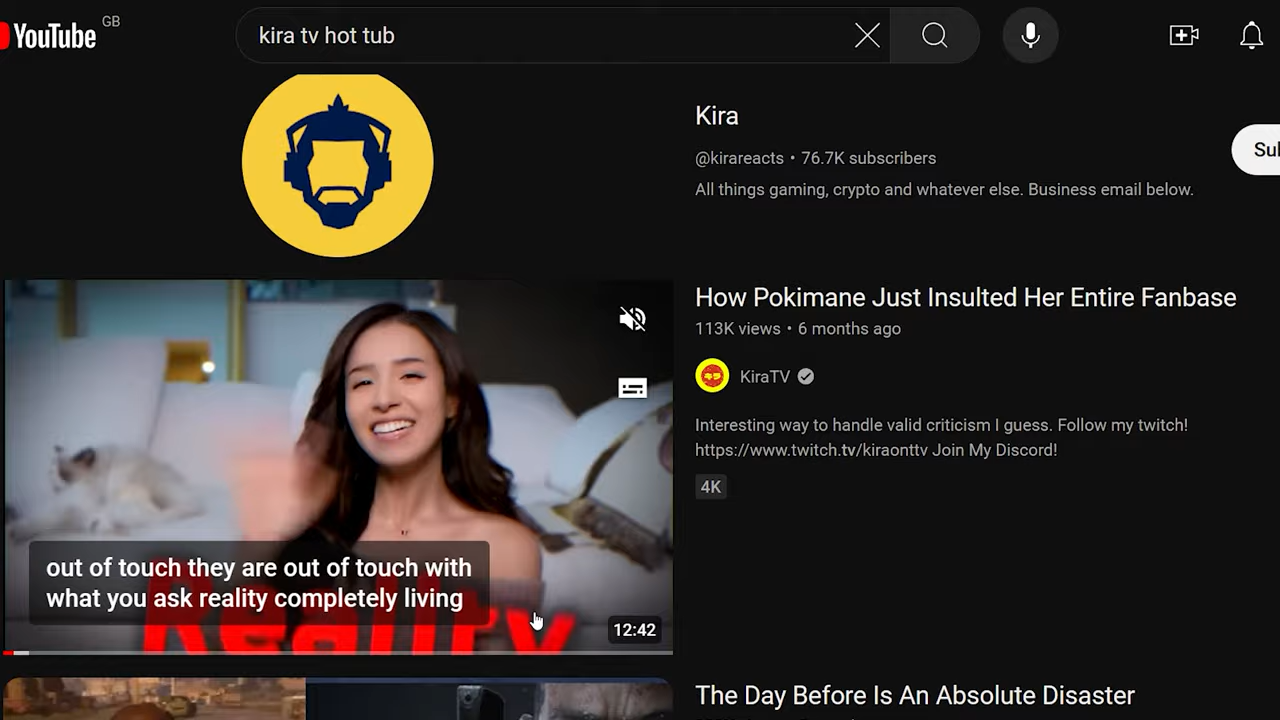 YouTube GB
kira tv hot tub
Kira
@kirareacts • 76.7K subscribers
Sul
All things gaming, crypto and whatever else. Business email below.
How Pokimane Just Insulted Her Entire Fanbase
113K views • 6 months ago
KiraTV
Interesting way to handle valid criticism I guess. Follow my twitch!
https://www.twitch.tv/kiraonttv Join My Discord!
4K
out of touch they are out of touch with
what you ask reality completely living
Reality
12:42
The Day Before Is An Absolute Disaster